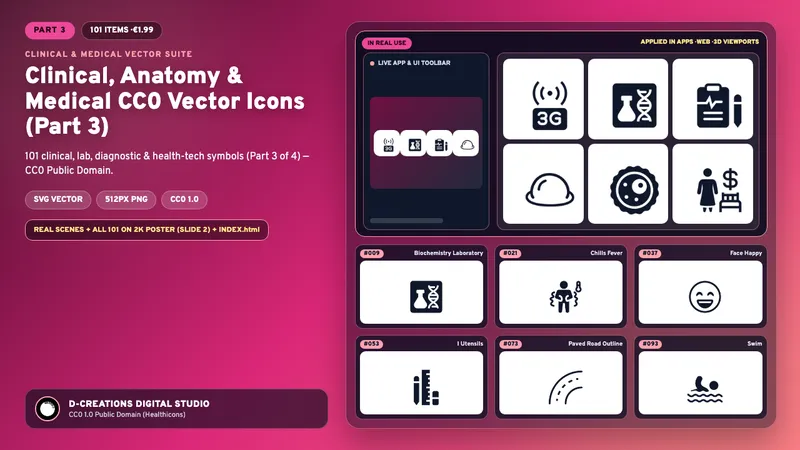 PART 3
101 ITEMS ·€1.99
CLINICAL & MEDICAL VECTOR SUITE
Clinical, Anatomy &
Medical CC0 Vector Icons
(Part 3)
101 clinical, lab, diagnostic & health-tech symbols (Part 3 of 4) —
CC0 Public Domain.
SVG VECTOR
512PX PNG
CC0 1.0
REAL SCENES + ALL 101 ON 2K POSTER (SLIDE 2) + INDEX.html
D-CREATIONS DIGITAL STUDIO
CC0 1.0 Public Domain (Healthicons)
IN REAL USE
APPLIED IN APPS ·WEB ·3D VIEWPORTS
LIVE APP & UI TOOLBAR
3G
3G
$
#009
Biochemistry Laboratory
#021
Chills Fever
#037
Face Happy
#053
I Utensils
#073
Paved Road Outline
#093
Swim